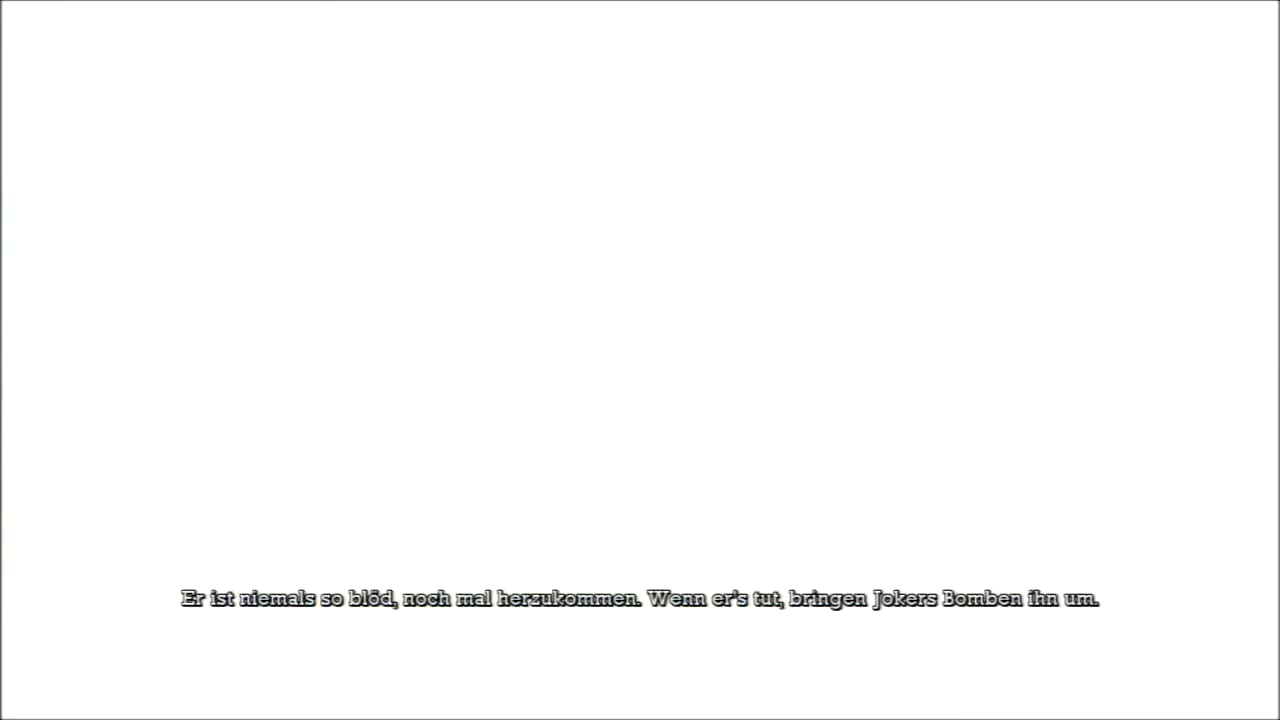 Er ist niemals so blöd, noch mal herzukommen. Wenn er's tut, bringen Jokers Bomben ihn um.